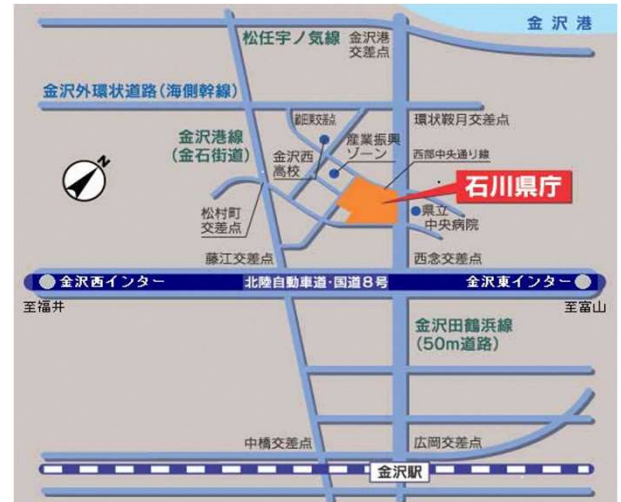 金沢港
松任宇ノ気線
金沢港
交差点
金沢外環状道路(海側幹線)
環状鞍月交差点
金沢港線
(金石街道)
産業振興
ゾーン
金沢西
高校
西部中央通り線
石川県庁
N
松村町
交差点
県立
中央病院
藤江交差点
西念交差点
金沢西インター
北陸自動車道・国道8号
金沢東インター
至福井
至富山
金沢田鶴浜線
(50m道路)
中橋交差点
広岡交差点
金沢駅